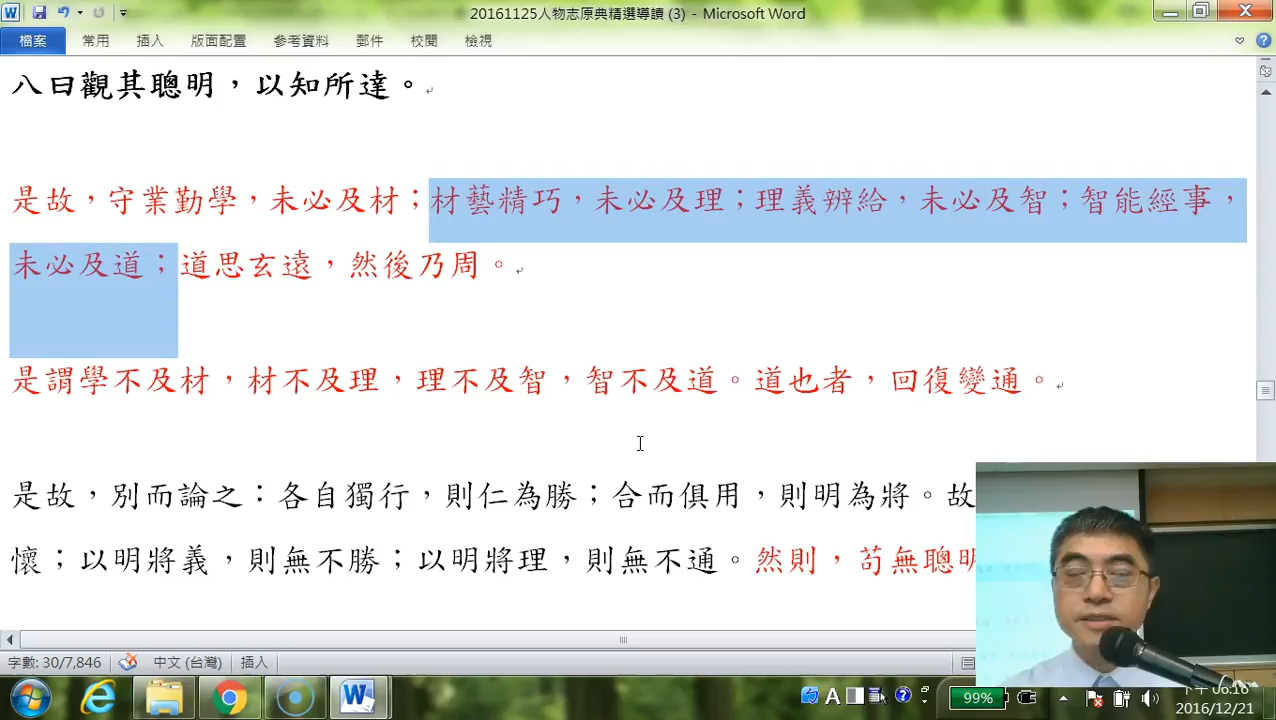 20161125人物志原典精選導讀 (3) - Microsoft Word
檔案 常用 插入 版面配置 參考資料 郵件 校閱 檢視
八曰觀其聰明，以知所達。
是故，守業勤學，未必及材；材藝精巧，未必及理；理義辨給，未必及智；智能經事，
未必及道；道思玄遠，然後乃周。
是謂學不及材，材不及理，理不及智，智不及道。道也者，回復變通。
是故，別而論之：各自獨行，則仁為勝；合而俱用，則明為將。故
懷；以明將義，則無不勝；以明將理，則無不通。然則，苟無聰明
字數: 30/7,846 中文 (台灣) 插入
99%
下午 06:16
2016/12/21